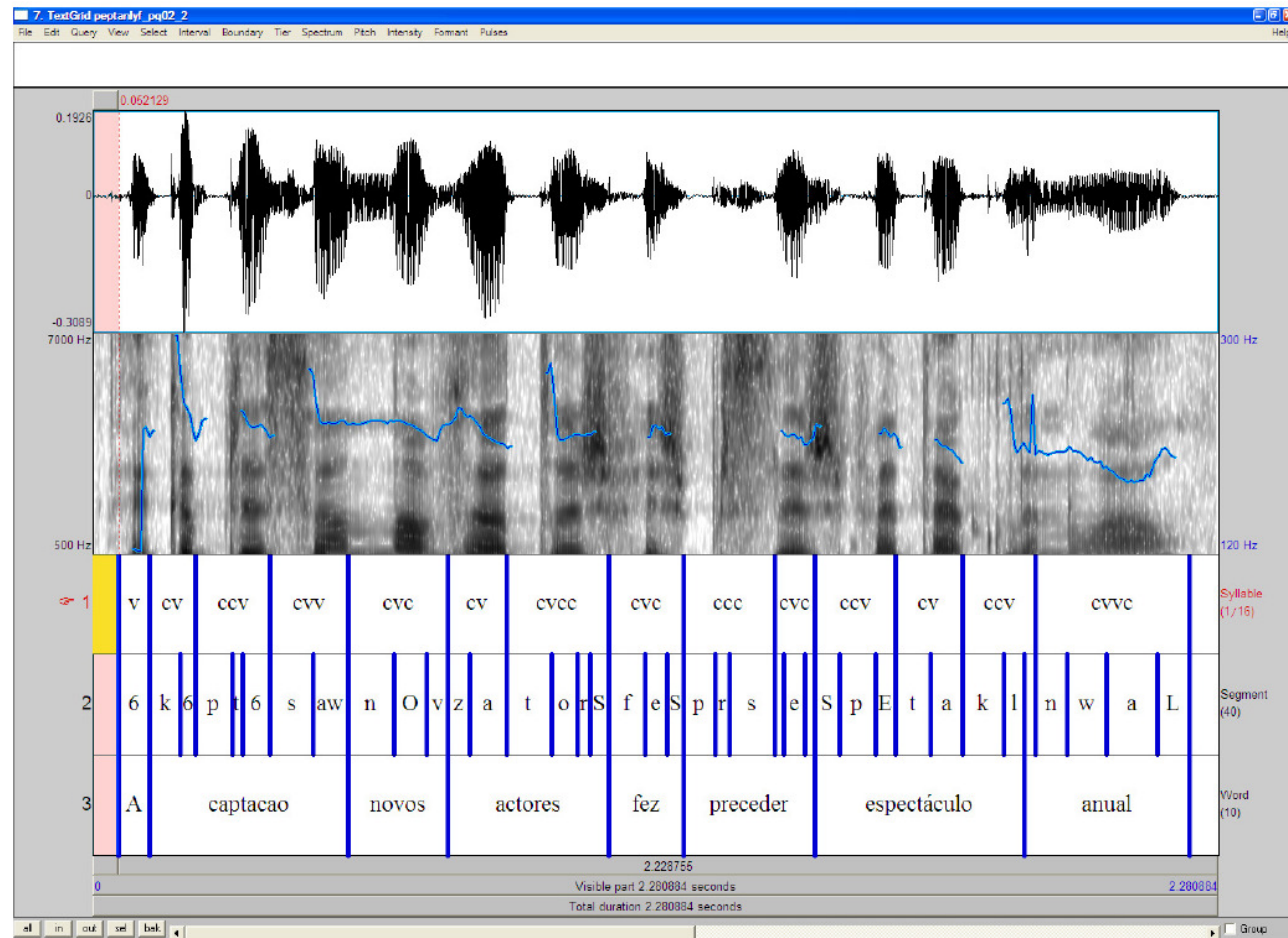 7. TextGrid peptanlyf_pq02_2
File Edit Query View Select Interval Boundary Tier Spectrum Pitch Intensity Formant Pulses Help
0.052129
0.1926
0
-0.3089
7000 Hz 300 Hz
500 Hz 120 Hz
1 v cv ccv cvv cvc cv cvcc cvc ccc cvc ccv cv ccv cvvc Syllable
(1/16)
2 6 k 6 p t 6 s aw n O v z a t o r S f e S p r s e S p E t a k l n w a L Segment
(40)
3 A captacao novos actores fez preceder espectáculo anual Word
(10)
2.228755
0 Visible part 2.280884 seconds 2.280884
Total duration 2.280884 seconds
all in out sel bak Group